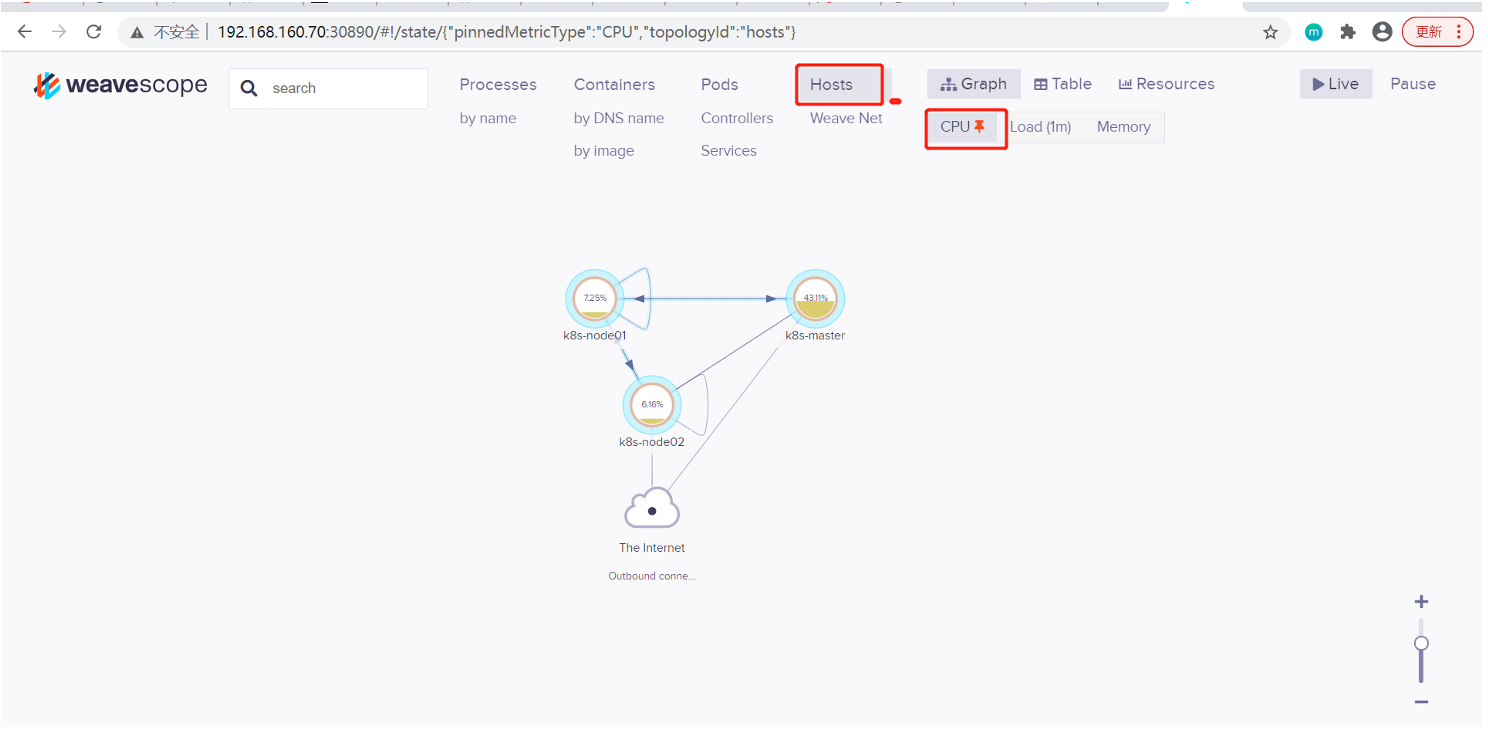 不安全 192.168.160.70:30890/#!/state/{"pinnedMetricType":"CPU","topologyId":"hosts"} m 更新
weavescope search Processes Containers Pods Hosts Graph Table Resources Live Pause
by name by DNS name Controllers Weave Net CPU Load (1m) Memory
by image Services
7.25% 43.11%
k8s-node01 k8s-master
6.16%
k8s-node02
The Internet
Outbound conne...